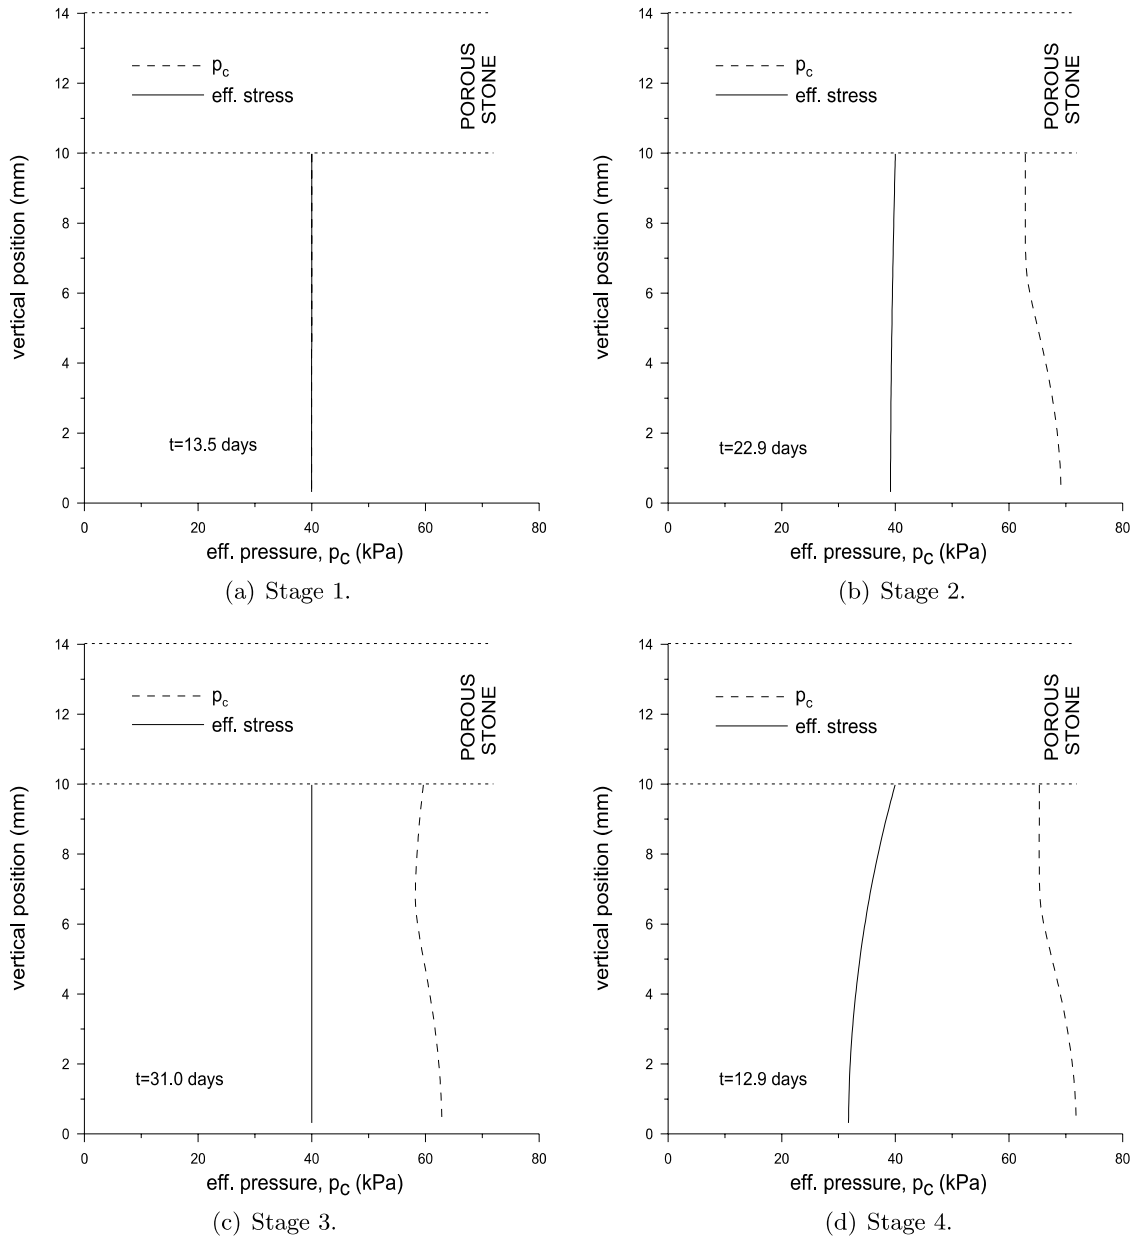 14
12
10
8
6
4
2
0
vertical position (mm)
p_c
eff. stress
POROUS
STONE
t=13.5 days
0 20 40 60 80
eff. pressure, p_c (kPa)
(a) Stage 1.
14
12
10
8
6
4
2
0
vertical position (mm)
p_c
eff. stress
POROUS
STONE
t=22.9 days
0 20 40 60 80
eff. pressure, p_c (kPa)
(b) Stage 2.
14
12
10
8
6
4
2
0
vertical position (mm)
p_c
eff. stress
POROUS
STONE
t=31.0 days
0 20 40 60 80
eff. pressure, p_c (kPa)
(c) Stage 3.
14
12
10
8
6
4
2
0
vertical position (mm)
p_c
eff. stress
POROUS
STONE
t=12.9 days
0 20 40 60 80
eff. pressure, p_c (kPa)
(d) Stage 4.